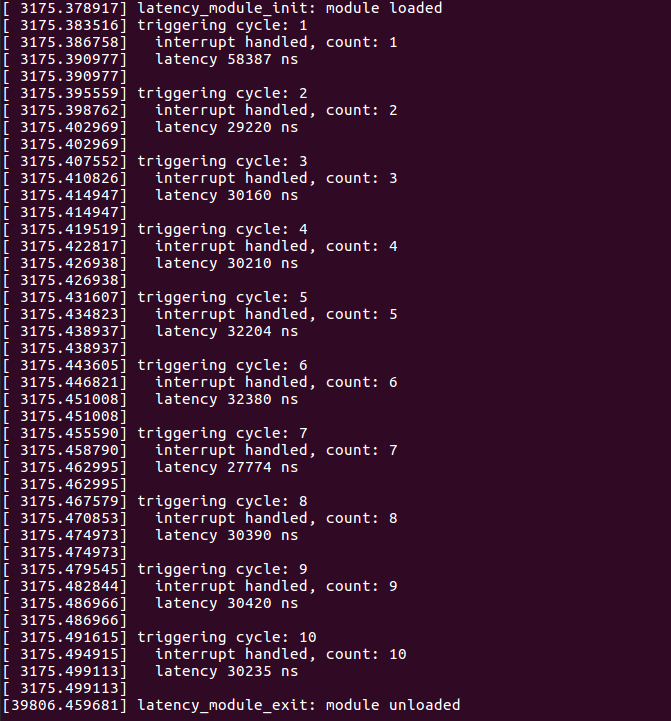 [ 3175.378917] latency_module_init: module loaded
[ 3175.383516] triggering cycle: 1
[ 3175.386758]   interrupt handled, count: 1
[ 3175.390977]   latency 58387 ns
[ 3175.390977]
[ 3175.395559] triggering cycle: 2
[ 3175.398762]   interrupt handled, count: 2
[ 3175.402969]   latency 29220 ns
[ 3175.402969]
[ 3175.407552] triggering cycle: 3
[ 3175.410826]   interrupt handled, count: 3
[ 3175.414947]   latency 30160 ns
[ 3175.414947]
[ 3175.419519] triggering cycle: 4
[ 3175.422817]   interrupt handled, count: 4
[ 3175.426938]   latency 30210 ns
[ 3175.426938]
[ 3175.431607] triggering cycle: 5
[ 3175.434823]   interrupt handled, count: 5
[ 3175.438937]   latency 32204 ns
[ 3175.438937]
[ 3175.443605] triggering cycle: 6
[ 3175.446821]   interrupt handled, count: 6
[ 3175.451008]   latency 32380 ns
[ 3175.451008]
[ 3175.455590] triggering cycle: 7
[ 3175.458790]   interrupt handled, count: 7
[ 3175.462995]   latency 27774 ns
[ 3175.462995]
[ 3175.467579] triggering cycle: 8
[ 3175.470853]   interrupt handled, count: 8
[ 3175.474973]   latency 30390 ns
[ 3175.474973]
[ 3175.479545] triggering cycle: 9
[ 3175.482844]   interrupt handled, count: 9
[ 3175.486966]   latency 30420 ns
[ 3175.486966]
[ 3175.491615] triggering cycle: 10
[ 3175.494915]   interrupt handled, count: 10
[ 3175.499113]   latency 30235 ns
[ 3175.499113]
[39806.459681] latency_module_exit: module unloaded